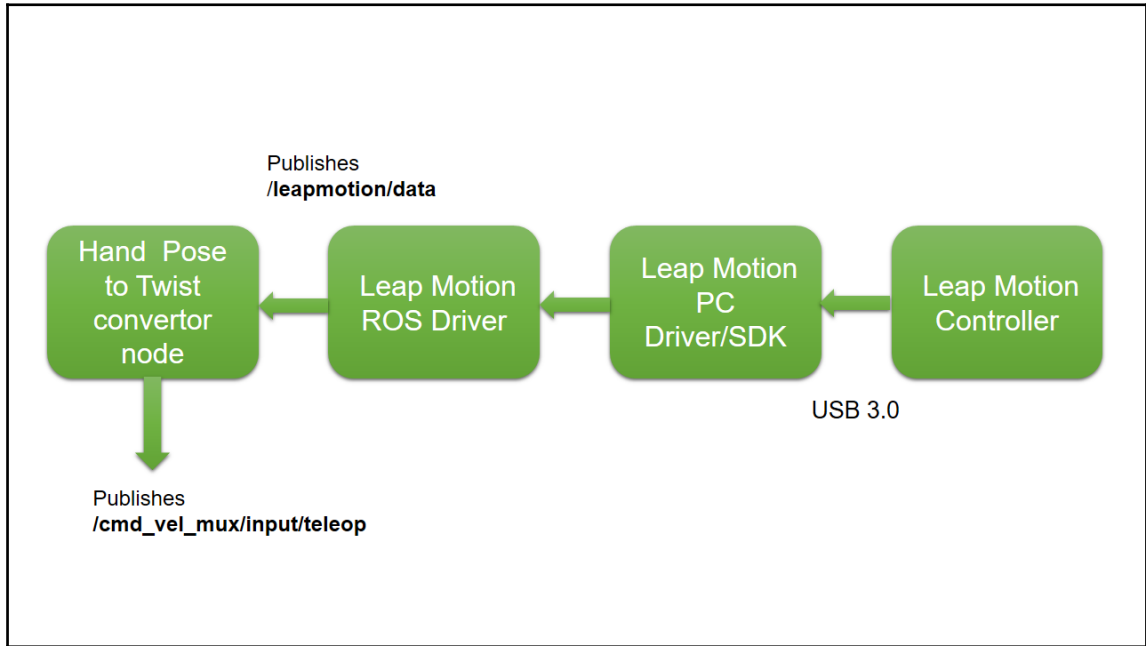 Publishes
/leapmotion/data
Hand Pose
to Twist
convertor
node
Leap Motion
ROS Driver
Leap Motion
PC
Driver/SDK
Leap Motion
Controller
USB 3.0
Publishes
/cmd_vel_mux/input/teleop